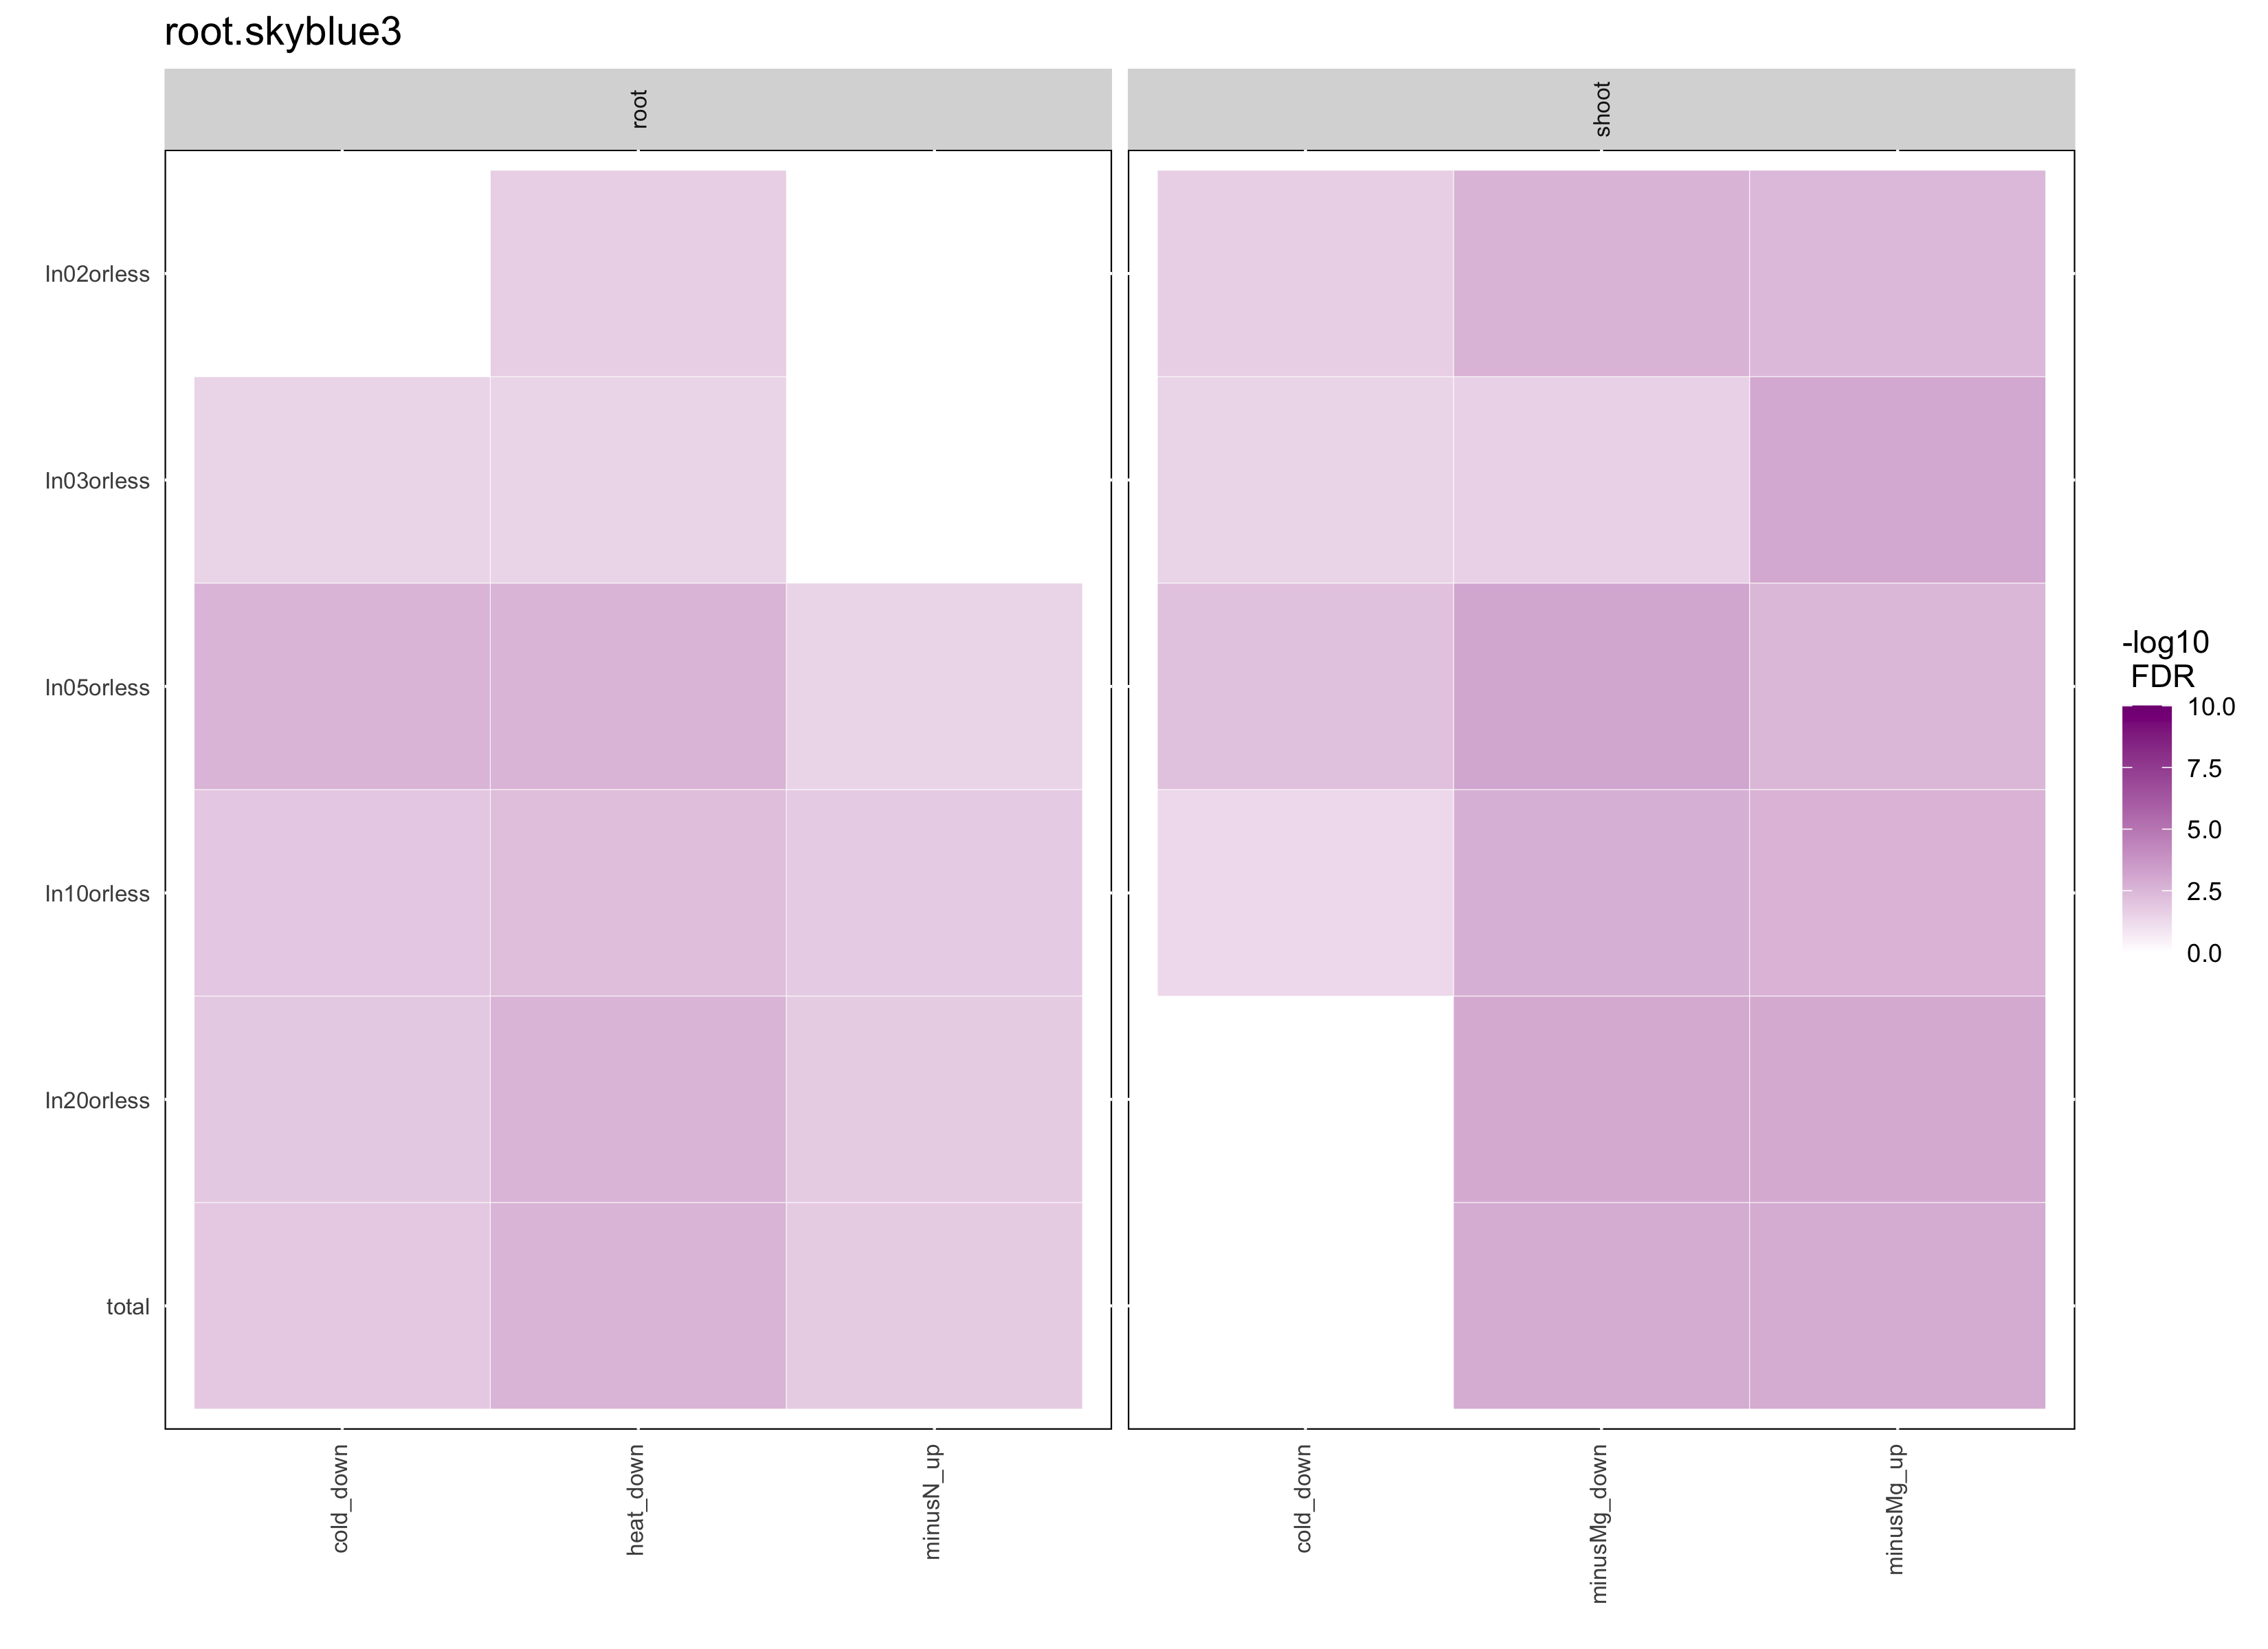 root.skyblue3
root
shoot
In02orless
In03orless
In05orless
In10orless
In20orless
total
cold_down
heat_down
minusN_up
cold_down
minusMg_down
minusMg_up
-log10
FDR
10.0
7.5
5.0
2.5
0.0